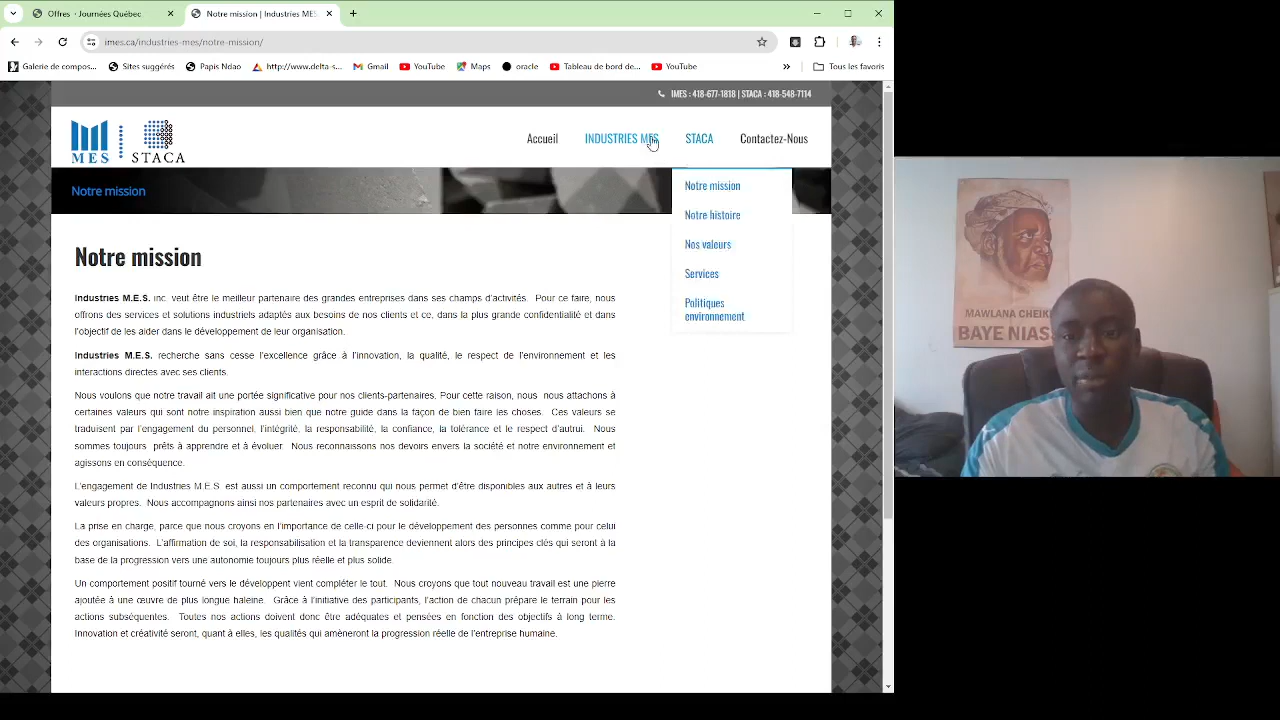 Offres · Journées Québec
Notre mission | Industries MES
imes.ca/industries-mes/notre-mission/
Galerie de compos...
Sites suggérés
Papis Ndao
http://www.delta-s...
Gmail
YouTube
Maps
oracle
Tableau de bord de...
YouTube
Tous les favoris
IMES : 418-677-1818 | STACA : 418-548-7114
MES
STACA
Accueil
INDUSTRIES MES
STACA
Contactez-Nous
Notre mission
Notre mission
Notre histoire
Nos valeurs
Services
Politiques
environnement
Notre mission
Industries M.E.S. inc. veut être le meilleur partenaire des grandes entreprises dans ses champs d'activités. Pour ce faire, nous
offrons des services et solutions industriels adaptés aux besoins de nos clients et ce, dans la plus grande confidentialité et dans
l'objectif de les aider dans le développement de leur organisation.
Industries M.E.S. recherche sans cesse l'excellence grâce à l'innovation, la qualité, le respect de l'environnement et les
interactions directes avec ses clients.
Nous voulons que notre travail ait une portée significative pour nos clients-partenaires. Pour cette raison, nous nous attachons à
certaines valeurs qui sont notre inspiration aussi bien que notre guide dans la façon de bien faire les choses. Ces valeurs se
traduisent par l'engagement du personnel, l'intégrité, la responsabilité, la confiance, la tolérance et le respect d'autrui. Nous
sommes toujours prêts à apprendre et à évoluer. Nous reconnaissons nos devoirs envers la société et notre environnement et
agissons en conséquence.
L'engagement de Industries M.E.S est aussi un comportement reconnu qui nous permet d'être disponibles aux autres et à leurs
valeurs propres. Nous accompagnons ainsi nos partenaires avec un esprit de solidarité.
La prise en charge, parce que nous croyons en l'importance de celle-ci pour le développement des personnes comme pour celui
des organisations. L'affirmation de soi, la responsabilisation et la transparence deviennent alors des principes clés qui seront à la
base de la progression vers une autonomie toujours plus réelle et plus solide.
Un comportement positif tourné vers le développent vient compléter le tout. Nous croyons que tout nouveau travail est une pierre
ajoutée à une œuvre de plus longue haleine. Grâce à l'initiative des participants, l'action de chacun prépare le terrain pour les
actions subséquentes. Toutes nos actions doivent donc être adéquates et pensées en fonction des objectifs à long terme.
Innovation et créativité seront, quant à elles, les qualités qui amèneront la progression réelle de l'entreprise humaine.
MAWLANA CHEIK
BAYE NIASS